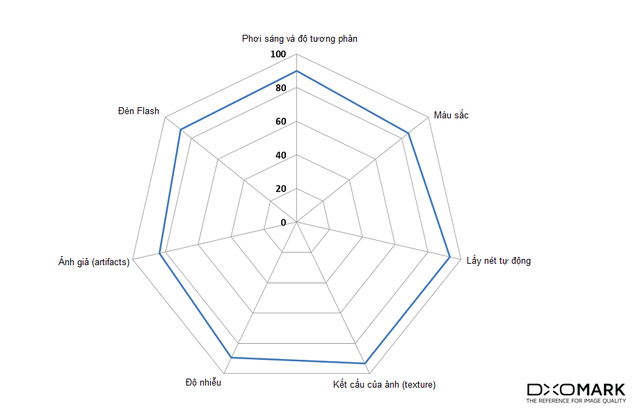 Phơi sáng và độ tương phản
100
80
60
40
20
0
Đèn Flash
Màu sắc
Ảnh giả (artifacts)
Lấy nét tự động
Độ nhiễu
Kết cấu của ảnh (texture)
DXOMARK
THE REFERENCE FOR IMAGE QUALITY